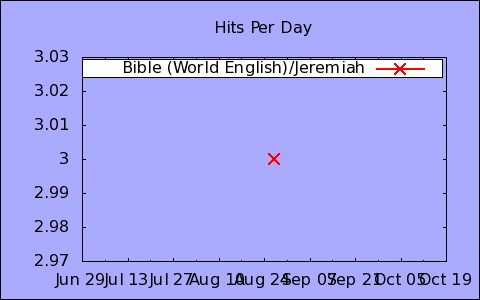 Hits Per Day
3.03
Bible (World English)/Jeremiah
3.02
3.01
3
2.99
2.98
2.97
Jun 29 Jul 13 Jul 27 Aug 10 Aug 24 Sep 07 Sep 21 Oct 05 Oct 19